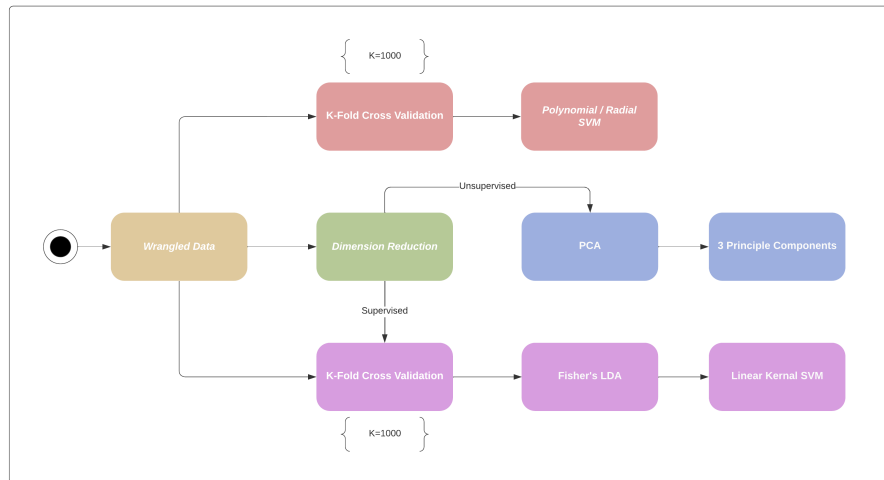 K=1000
K-Fold Cross Validation
Polynomial / Radial
SVM
Unsupervised
Wrangled Data
Dimension Reduction
PCA
3 Principle Components
Supervised
K-Fold Cross Validation
Fisher's LDA
Linear Kernal SVM
K=1000